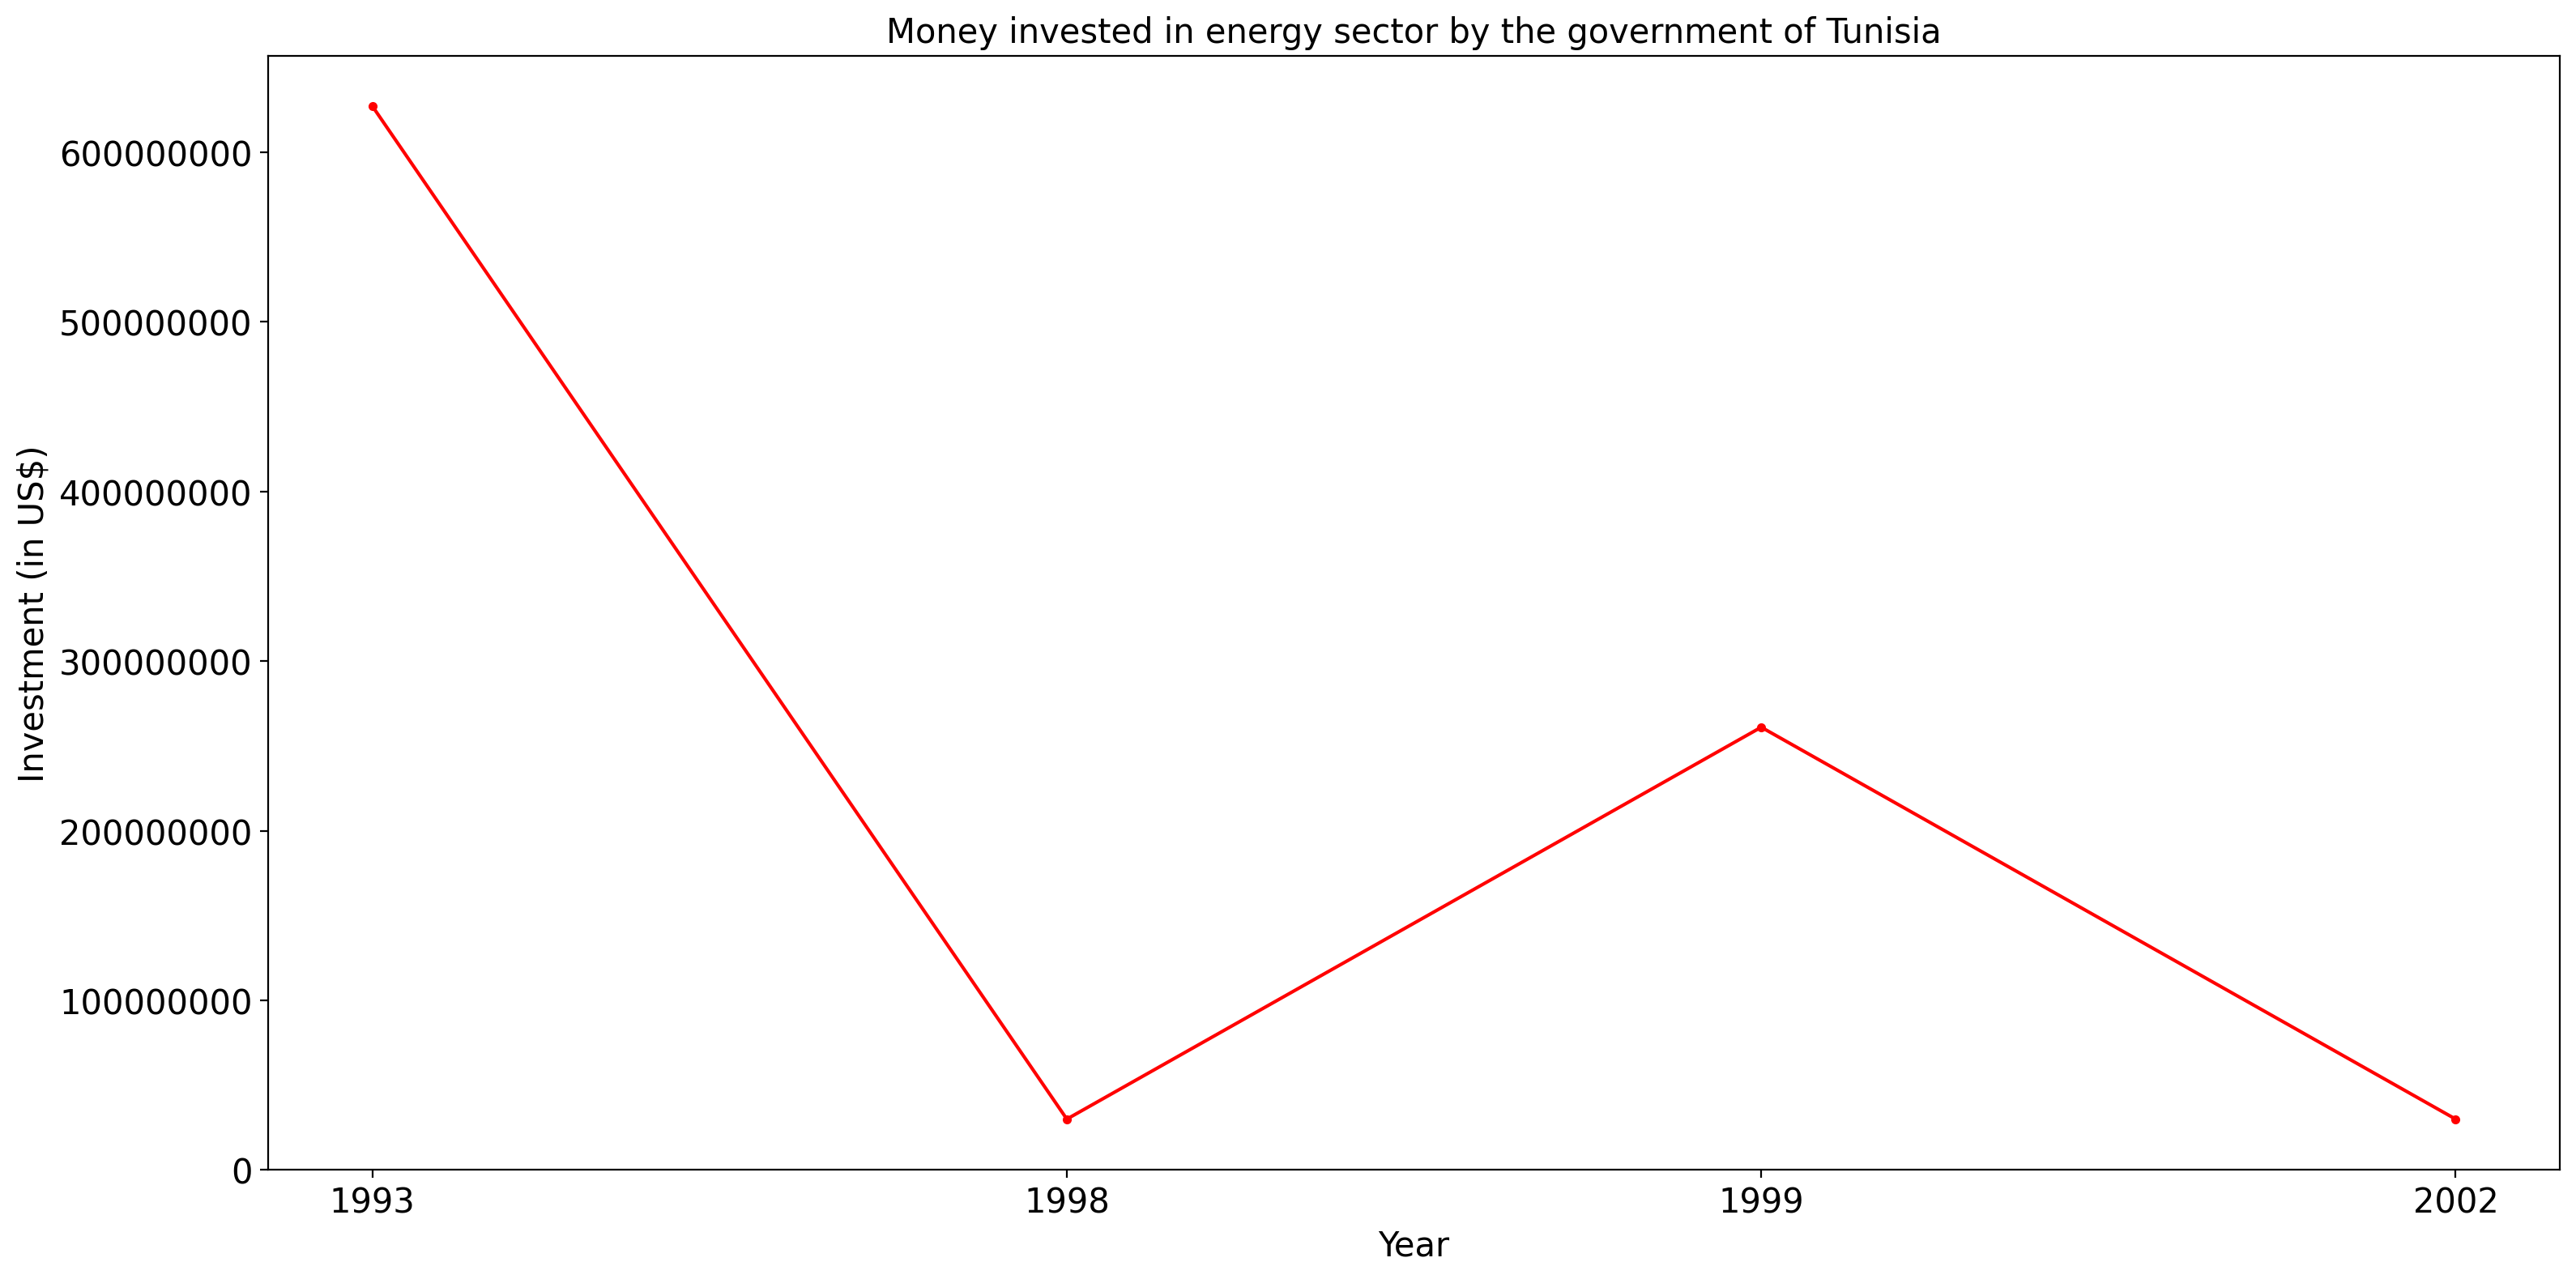 Money invested in energy sector by the government of Tunisia
Investment (in US$)
600000000
500000000
400000000
300000000
200000000
100000000
0
1993 1998 1999 2002
Year